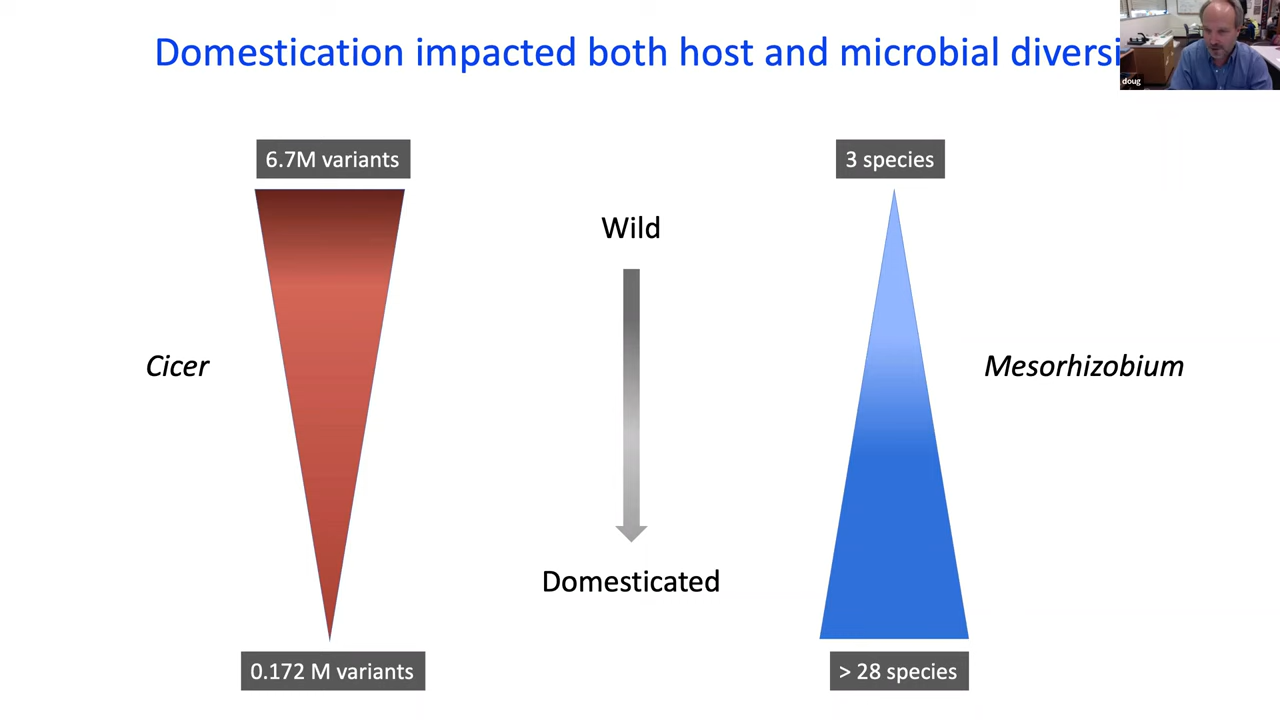 Domestication impacted both host and microbial diversi
doug
6.7M variants
3 species
Wild
Cicer
Mesorhizobium
Domesticated
0.172 M variants
> 28 species